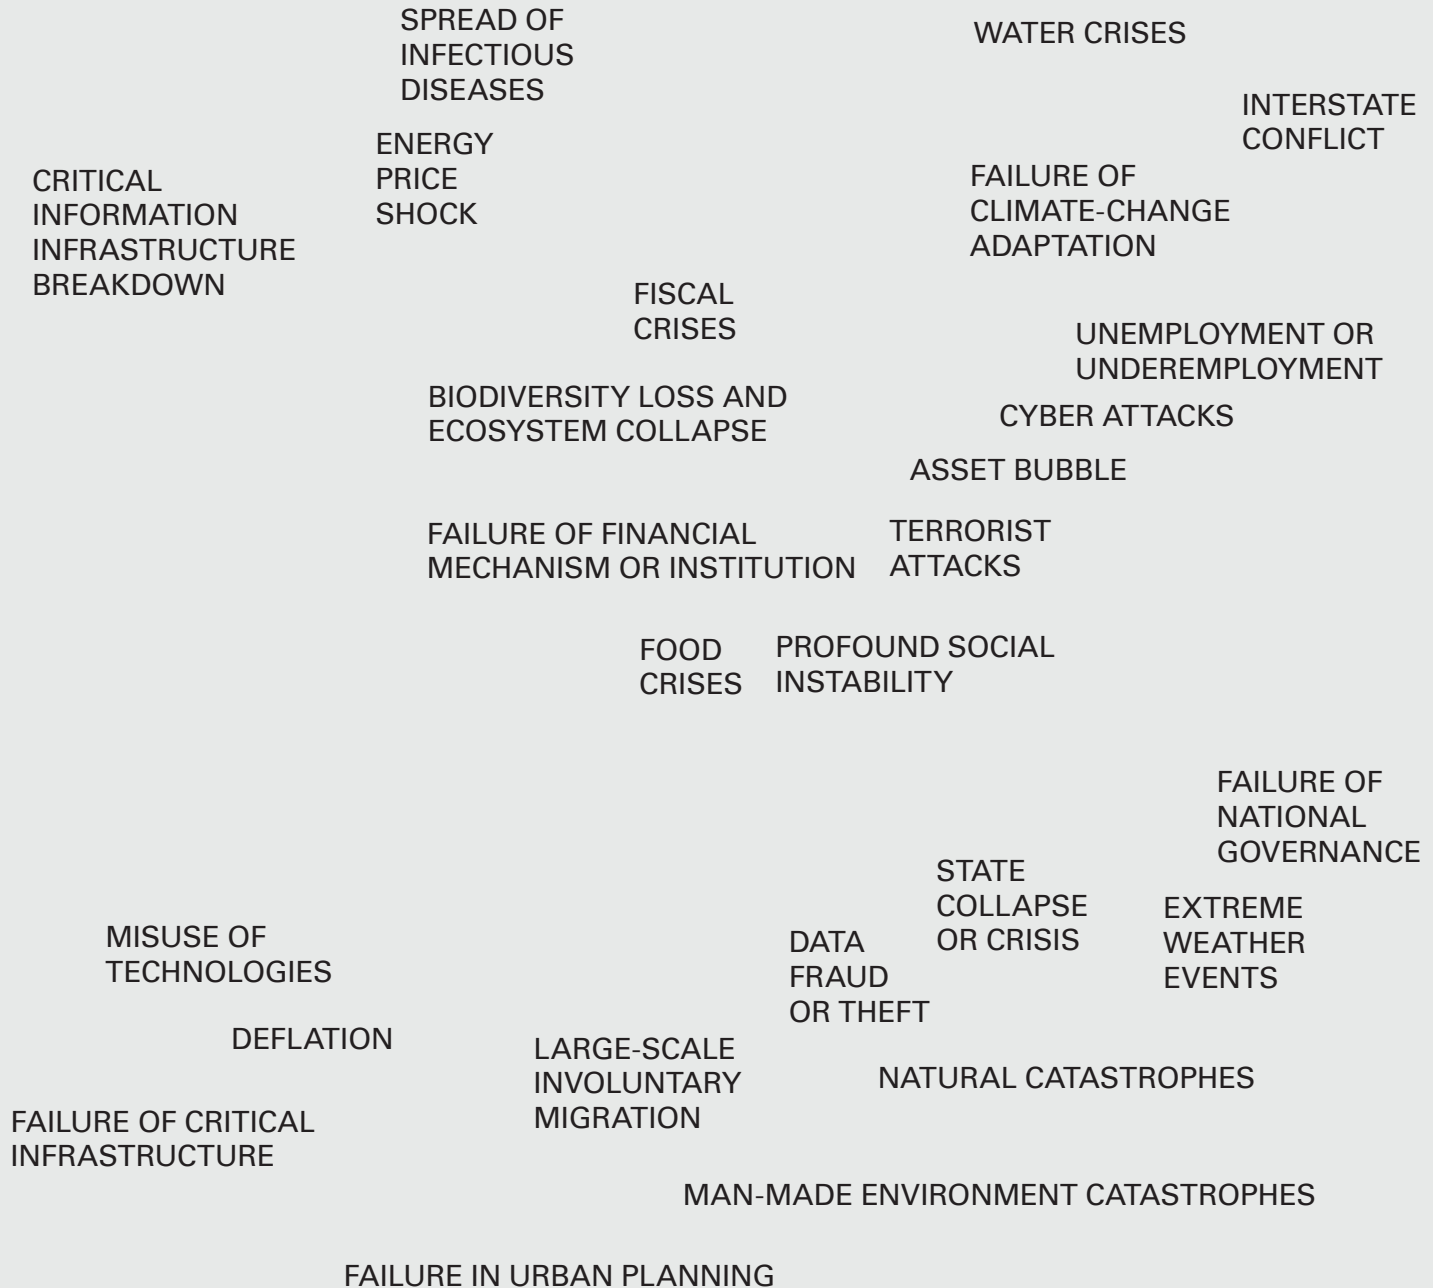 SPREAD OF
INFECTIOUS
DISEASES
WATER CRISES
INTERSTATE
CONFLICT
ENERGY
PRICE
SHOCK
CRITICAL
INFORMATION
INFRASTRUCTURE
BREAKDOWN
FAILURE OF
CLIMATE-CHANGE
ADAPTATION
FISCAL
CRISES
UNEMPLOYMENT OR
UNDEREMPLOYMENT
BIODIVERSITY LOSS AND
ECOSYSTEM COLLAPSE
CYBER ATTACKS
ASSET BUBBLE
FAILURE OF FINANCIAL
MECHANISM OR INSTITUTION
TERRORIST
ATTACKS
FOOD
CRISES
PROFOUND SOCIAL
INSTABILITY
FAILURE OF
NATIONAL
GOVERNANCE
STATE
COLLAPSE
OR CRISIS
EXTREME
WEATHER
EVENTS
MISUSE OF
TECHNOLOGIES
DATA
FRAUD
OR THEFT
DEFLATION
LARGE-SCALE
INVOLUNTARY
MIGRATION
NATURAL CATASTROPHES
FAILURE OF CRITICAL
INFRASTRUCTURE
MAN-MADE ENVIRONMENT CATASTROPHES
FAILURE IN URBAN PLANNING